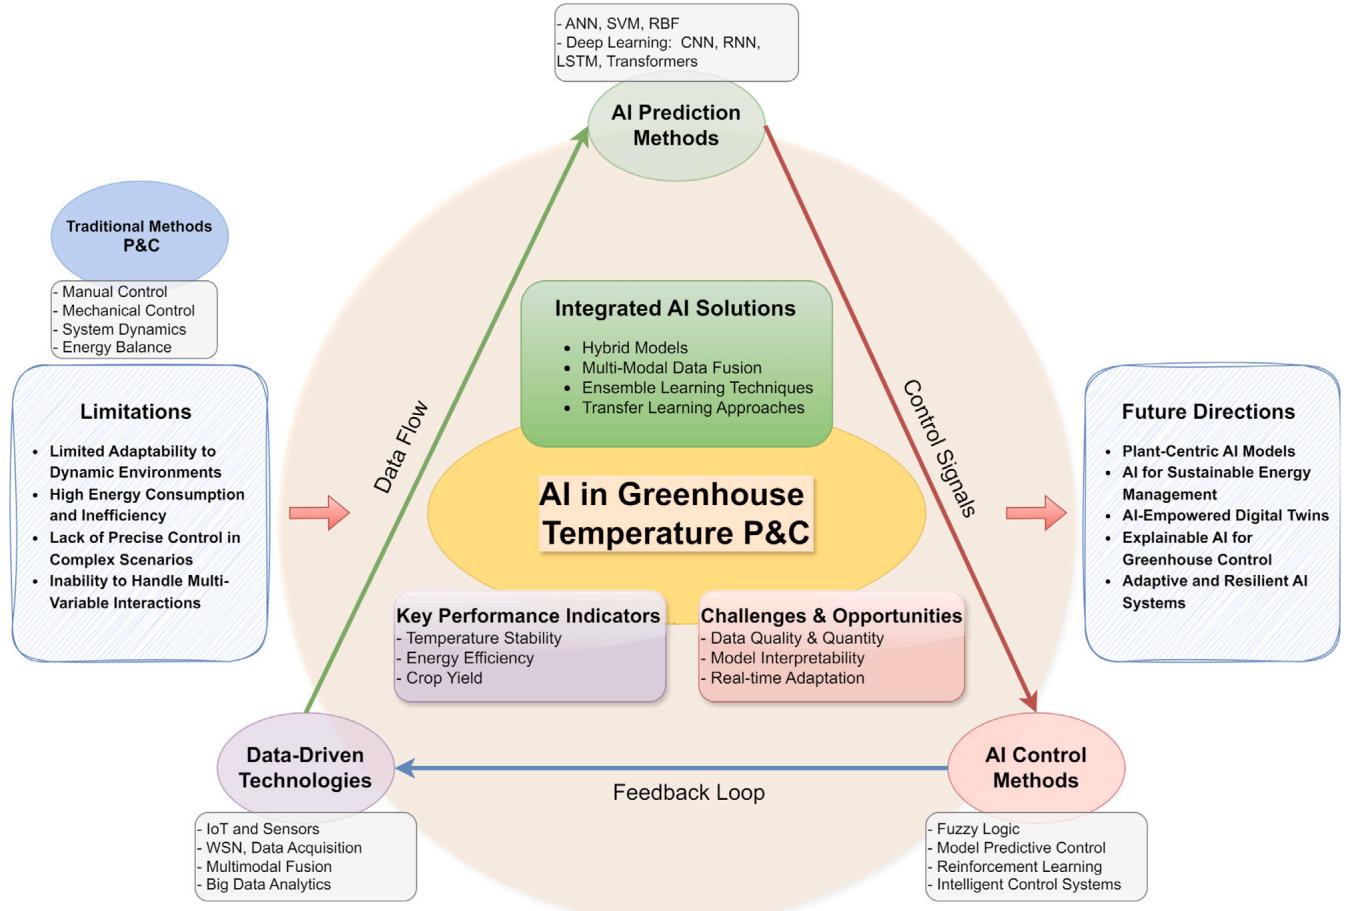 - ANN, SVM, RBF
- Deep Learning: CNN, RNN,
LSTM, Transformers
AI Prediction
Methods
Traditional Methods
P&C
- Manual Control
- Mechanical Control
- System Dynamics
- Energy Balance
Limitations
• Limited Adaptability to
Dynamic Environments
• High Energy Consumption
and Inefficiency
• Lack of Precise Control in
Complex Scenarios
• Inability to Handle Multi-
Variable Interactions
Data Flow
Integrated AI Solutions
• Hybrid Models
• Multi-Modal Data Fusion
• Ensemble Learning Techniques
• Transfer Learning Approaches
AI in Greenhouse
Temperature P&C
Key Performance Indicators
- Temperature Stability
- Energy Efficiency
- Crop Yield
Challenges & Opportunities
- Data Quality & Quantity
- Model Interpretability
- Real-time Adaptation
Control Signals
Future Directions
• Plant-Centric AI Models
• AI for Sustainable Energy
Management
• AI-Empowered Digital Twins
• Explainable AI for
Greenhouse Control
• Adaptive and Resilient AI
Systems
Data-Driven
Technologies
- IoT and Sensors
- WSN, Data Acquisition
- Multimodal Fusion
- Big Data Analytics
Feedback Loop
AI Control
Methods
- Fuzzy Logic
- Model Predictive Control
- Reinforcement Learning
- Intelligent Control Systems